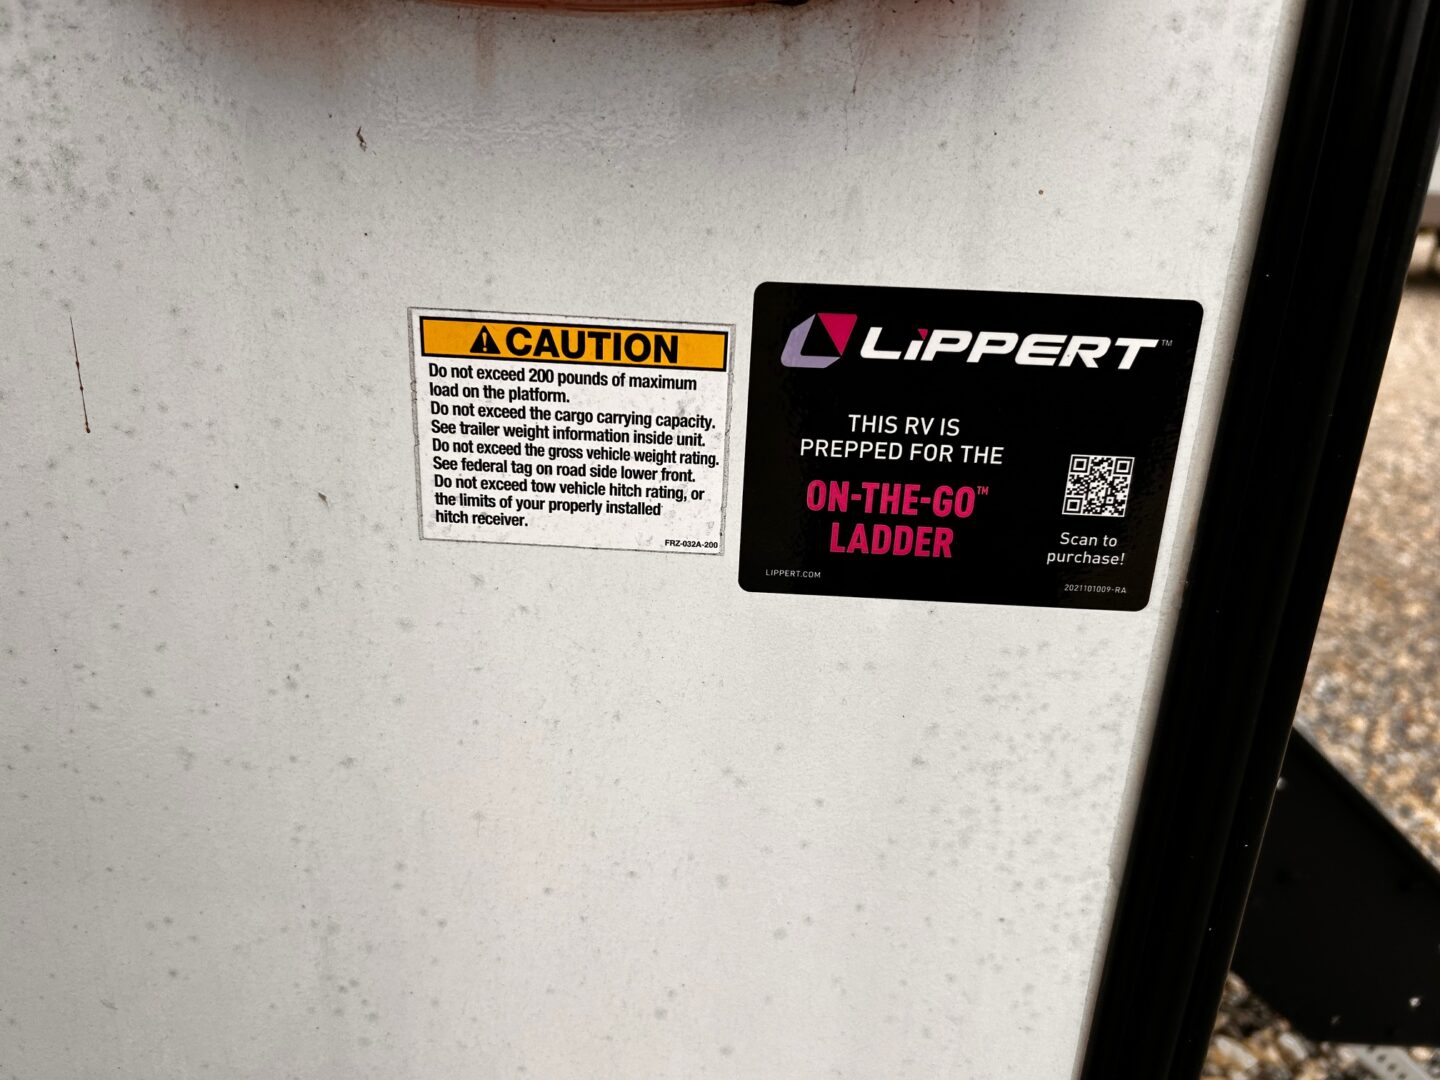 CAUTION
Do not exceed 200 pounds of maximum
load on the platform.
Do not exceed the cargo carrying capacity.
See trailer weight information inside unit.
Do not exceed the gross vehicle weight rating.
See federal tag on road side lower front.
Do not exceed tow vehicle hitch rating, or
the limits of your properly installed
hitch receiver.
FRZ-032A-200
LiPPERT™
THIS RV IS
PREPPED FOR THE
ON-THE-GO™
LADDER
Scan to
purchase!
LIPPERT.COM
2021101009-RA